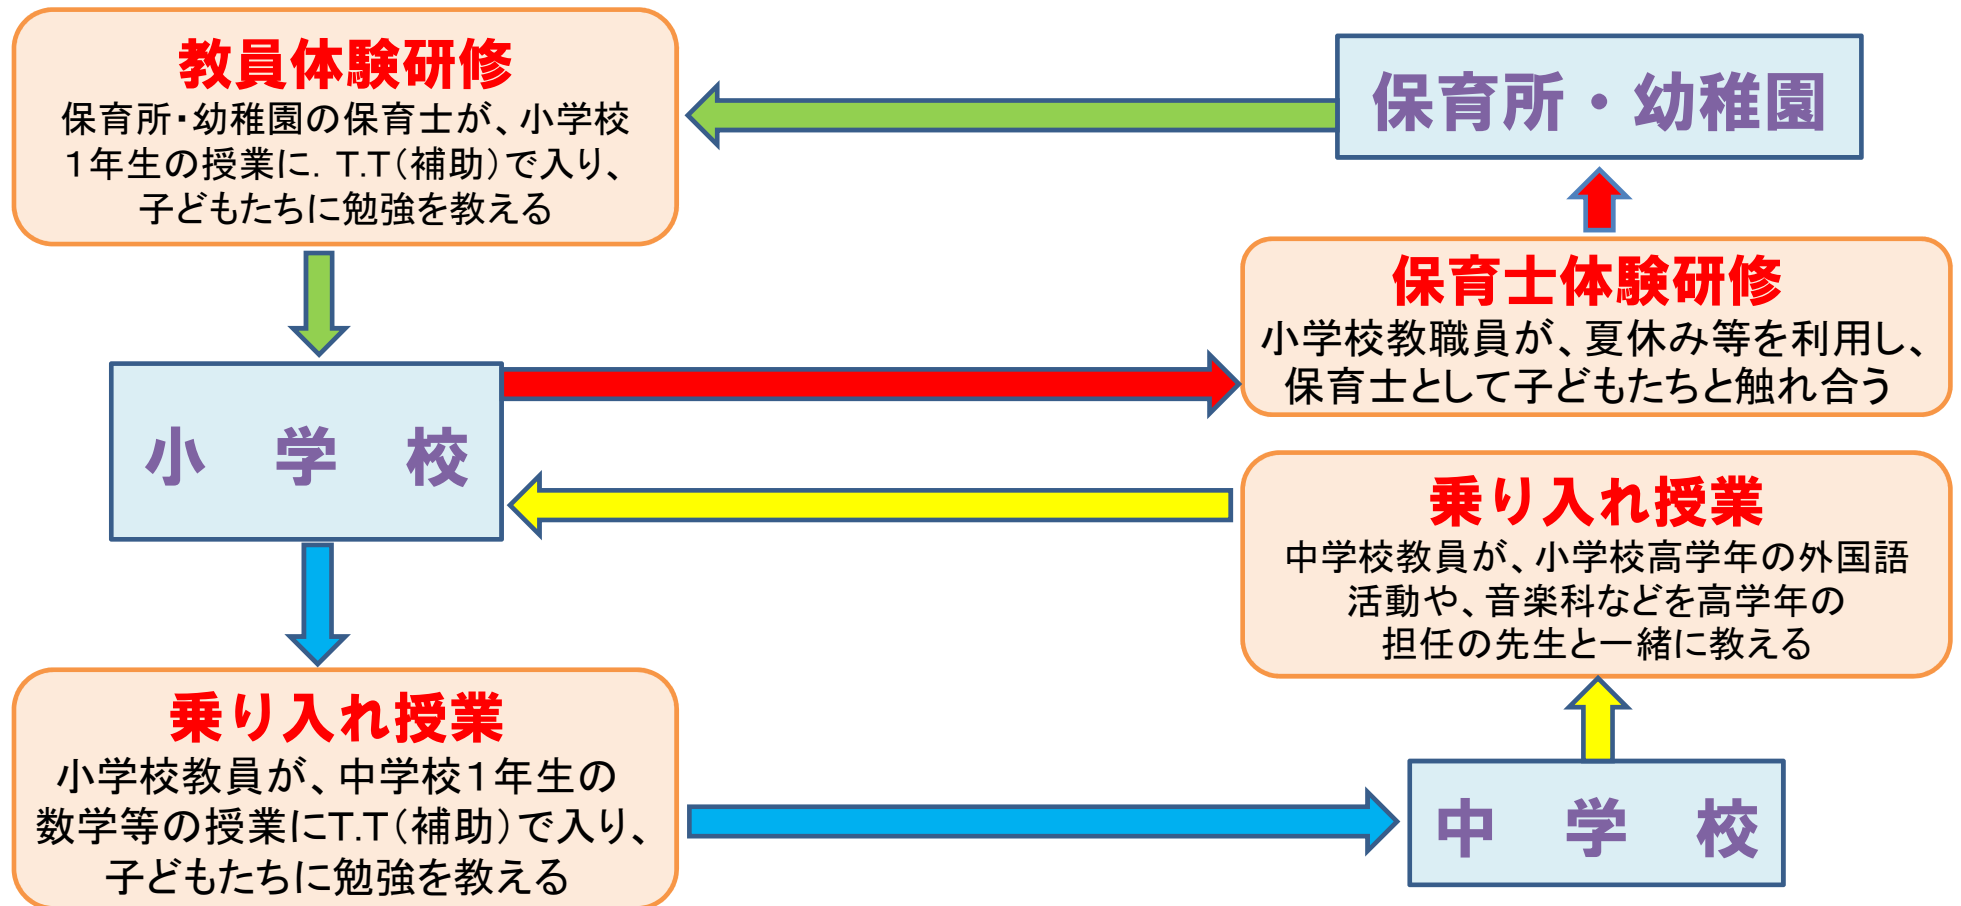 教員体験研修
保育所・幼稚園の保育士が、小学校
1年生の授業に．T.T(補助)で入り、
子どもたちに勉強を教える
保育所・幼稚園
保育士体験研修
小学校教職員が、夏休み等を利用し、
保育士として子どもたちと触れ合う
小　学　校
乗り入れ授業
中学校教員が、小学校高学年の外国語
活動や、音楽科などを高学年の
担任の先生と一緒に教える
乗り入れ授業
小学校教員が、中学校1年生の
数学等の授業にT.T(補助)で入り、
子どもたちに勉強を教える
中　学　校